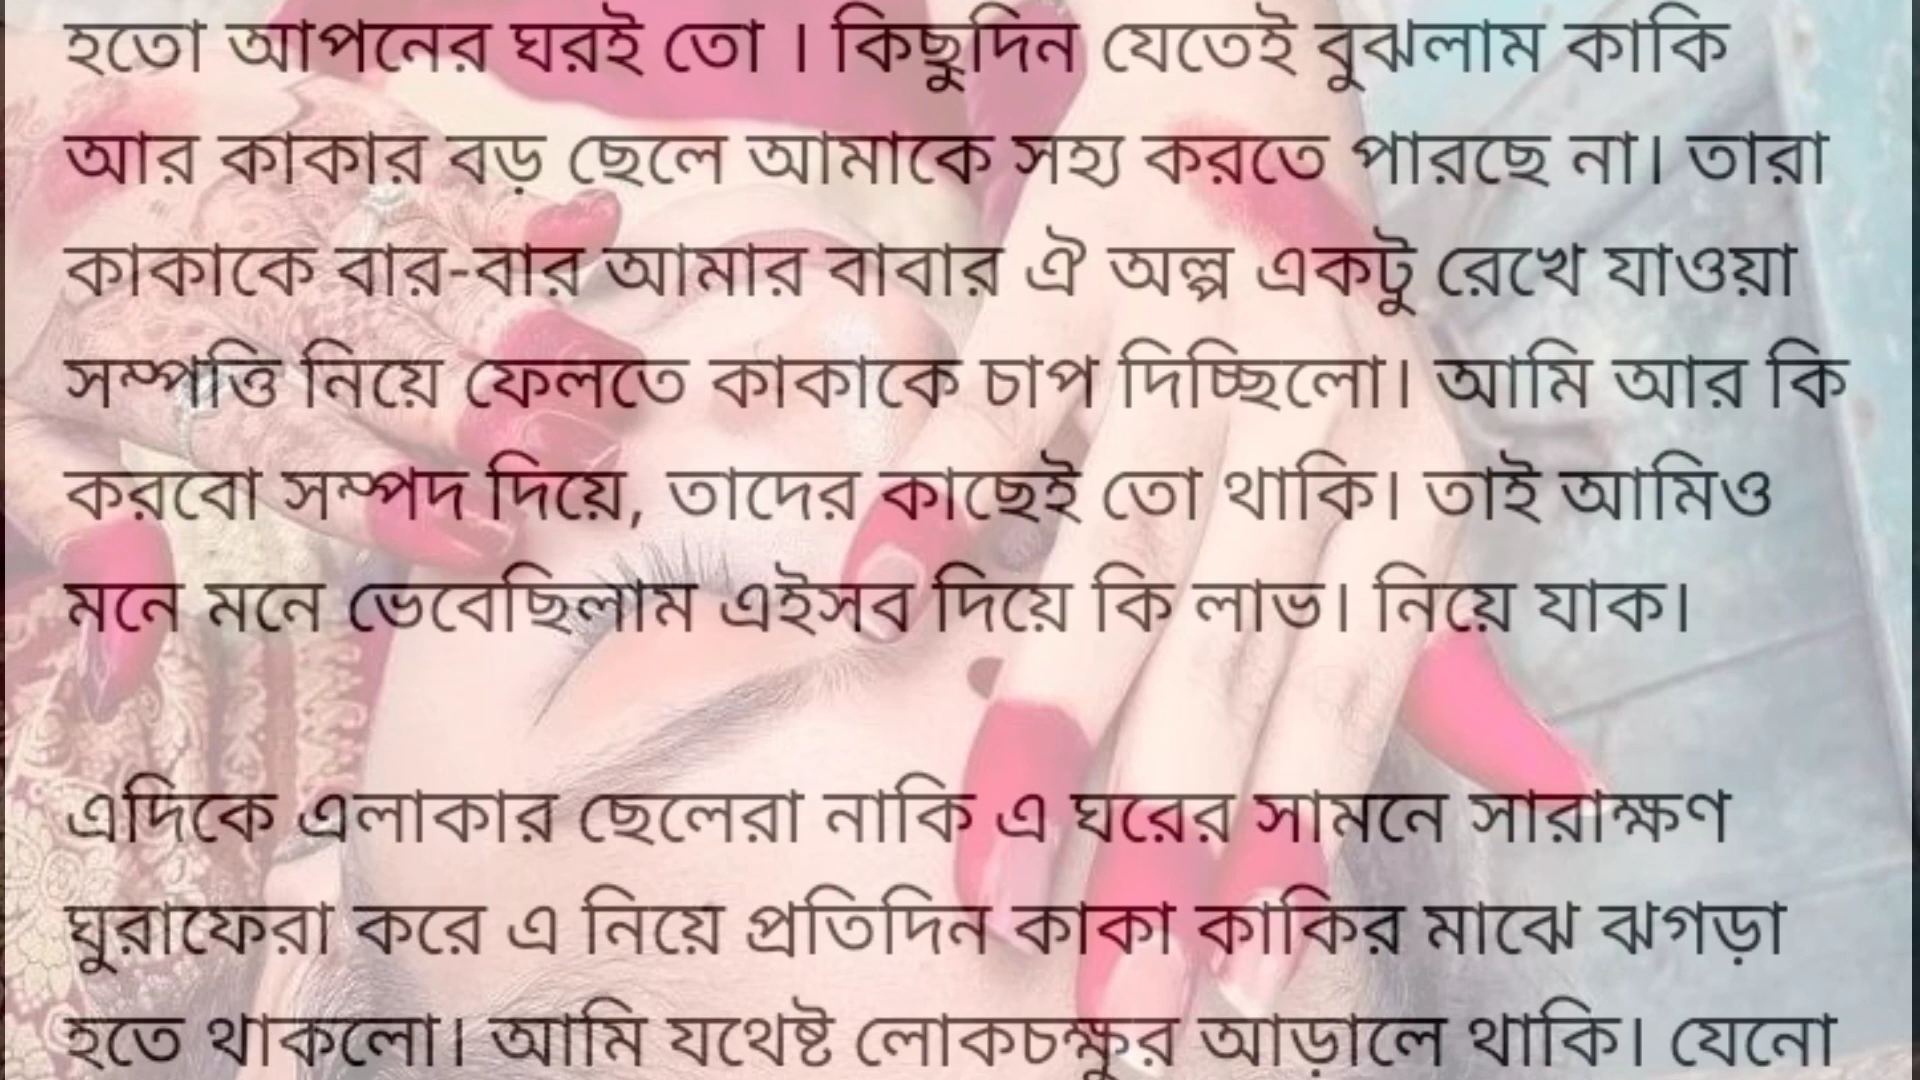 হতো আপনের ঘরই তো । কিছুদিন যেতেই বুঝলাম কাকি
আর কাকার বড় ছেলে আমাকে সহ্য করতে পারছে না। তারা
কাকাকে বার-বার আমার বাবার ঐ অল্প একটু রেখে যাওয়া
সম্পত্তি নিয়ে ফেলতে কাকাকে চাপ দিচ্ছিলো। আমি আর কি
করবো সম্পদ দিয়ে, তাদের কাছেই তো থাকি। তাই আমিও
মনে মনে ভেবেছিলাম এইসব দিয়ে কি লাভ। নিয়ে যাক।
এদিকে এলাকার ছেলেরা নাকি এ ঘরের সামনে সারাক্ষণ
ঘুরাফেরা করে এ নিয়ে প্রতিদিন কাকা কাকির মাঝে ঝগড়া
হতে থাকলো। আমি যথেষ্ট লোকচক্ষুর আড়ালে থাকি। যেনো